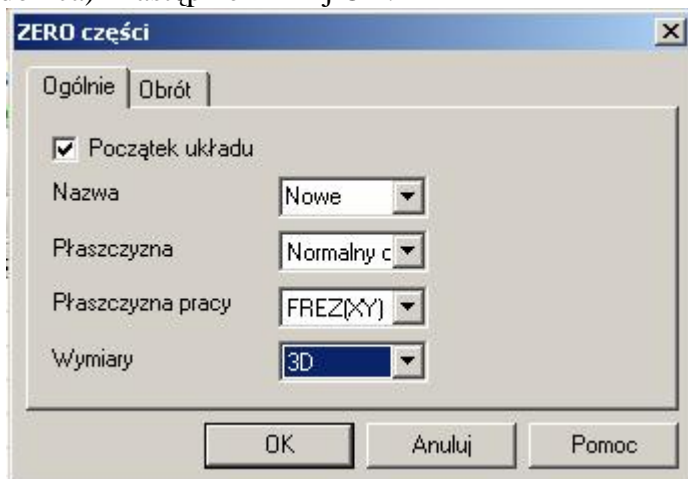 ZERO części
Ogólnie Obrót
Początek układu
Nazwa Nowe
Płaszczyzna Normalny c
Płaszczyzna pracy FREZ(XY)
Wymiary 3D
OK Anuluj Pomoc